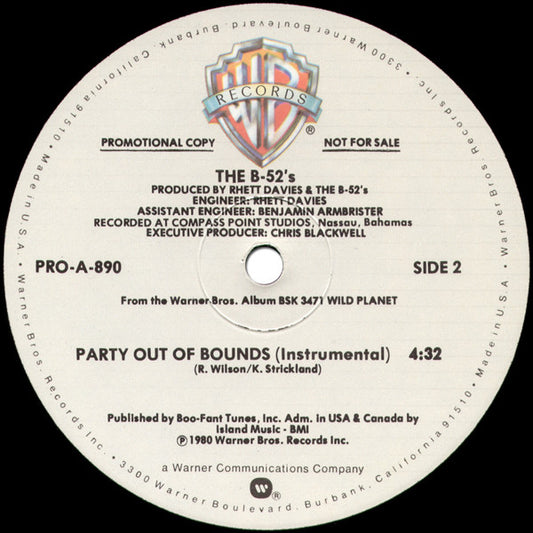 3300 Warner Boulevard, Burbank, California 91510 • Made in U.S.A. • Warner Bros. Records Inc. • 3300 Warner Boulevard, Burbank, California 91510 • Made in U.S.A. • Warner Bros. Records Inc. •
WB
RECORDS
®
PROMOTIONAL COPY NOT FOR SALE
THE B-52's
PRODUCED BY RHETT DAVIES & THE B-52's
ENGINEER: RHETT DAVIES
ASSISTANT ENGINEER: BENJAMIN ARMBRISTER
RECORDED AT COMPASS POINT STUDIOS, Nassau, Bahamas
EXECUTIVE PRODUCER: CHRIS BLACKWELL
PRO-A-890 SIDE 2
From the Warner Bros. Album BSK 3471 WILD PLANET
PARTY OUT OF BOUNDS (Instrumental) 4:32
(R. Wilson/K. Strickland)
Published by Boo-Fant Tunes, Inc. Adm. in USA & Canada by
Island Music - BMI
℗ 1980 Warner Bros. Records Inc.
a Warner Communications Company
W ®